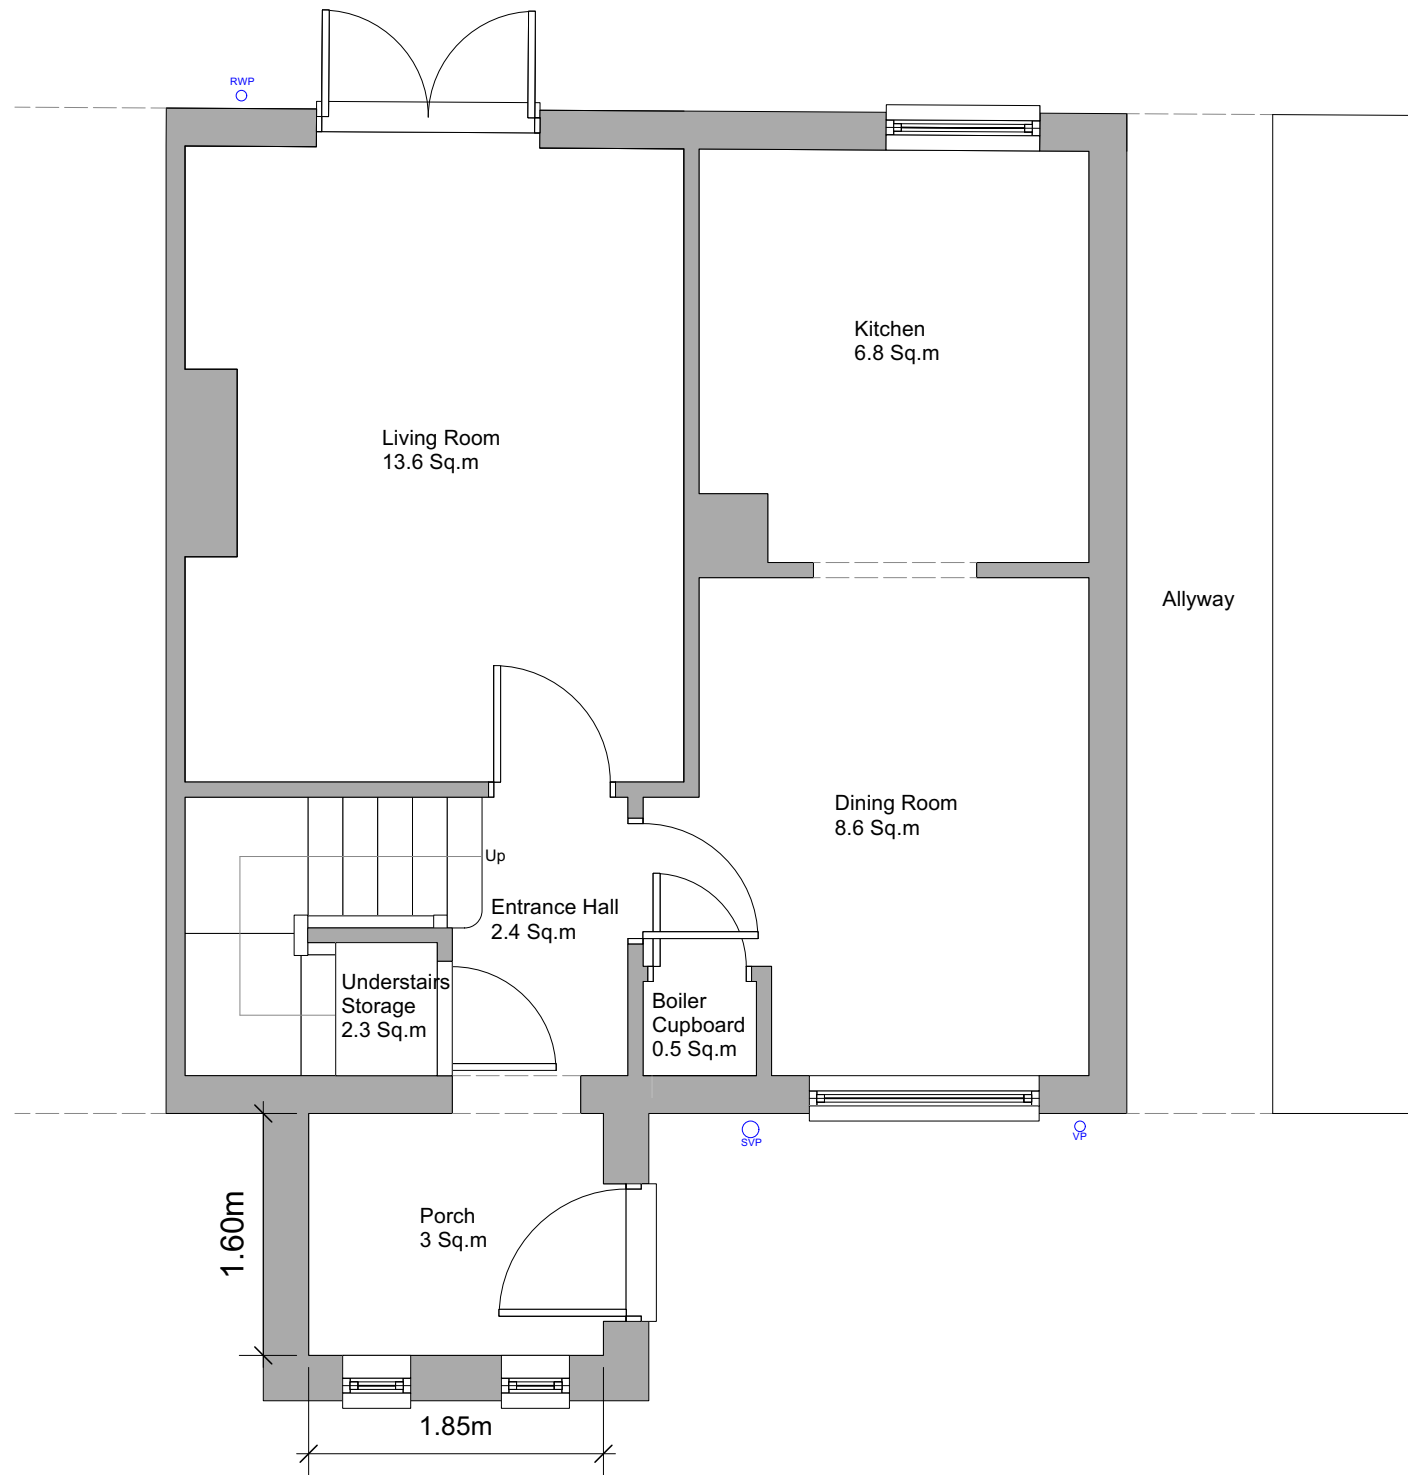 RWP
Kitchen
6.8 Sq.m
Living Room
13.6 Sq.m
Allyway
Dining Room
8.6 Sq.m
Up
Entrance Hall
2.4 Sq.m
Understairs
Storage
2.3 Sq.m
Boiler
Cupboard
0.5 Sq.m
SVP
VP
1.60m
Porch
3 Sq.m
1.85m